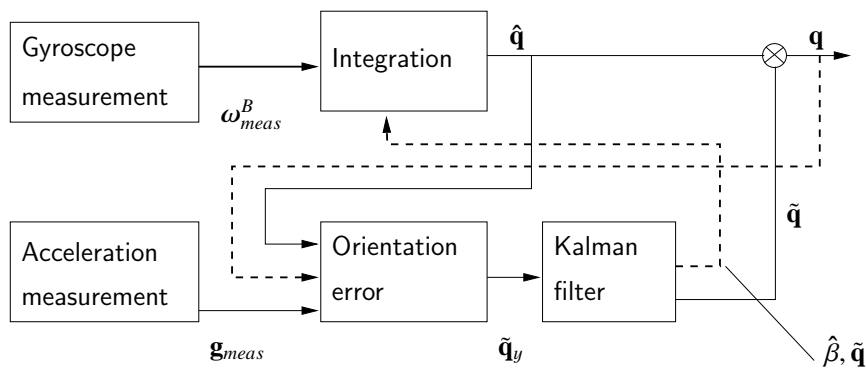 Gyroscope
measurement
Integration
q̂
q
ω^B_meas
q̃
Acceleration
measurement
Orientation
error
Kalman
filter
g_meas
q̃_y
β̂, q̃